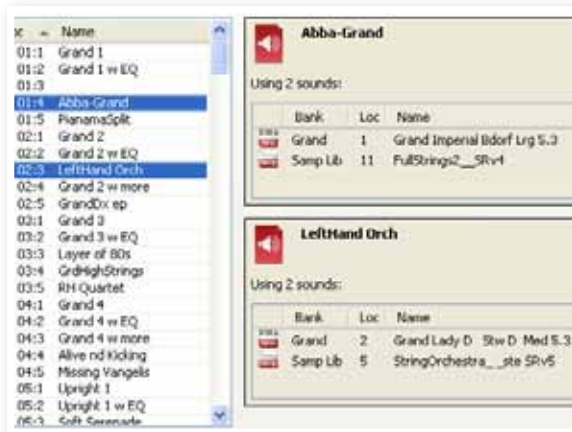 Name
01:1 Grand 1
01:2 Grand 1 w EQ
01:3
01:4 Abba-Grand
01:5 PianamaSplit
02:1 Grand 2
02:2 Grand 2 w EQ
02:3 LeftHand Orch
02:4 Grand 2 w more
02:5 GrandDx ep
03:1 Grand 3
03:2 Grand 3 w EQ
03:3 Layer of 80s
03:4 GrdHighStrings
03:5 RH Quartet
04:1 Grand 4
04:2 Grand 4 w EQ
04:3 Grand 4 w more
04:4 Alive nd Kicking
04:5 Missing Vangelis
05:1 Upright 1
05:2 Upright 1 w EQ
05:3 Soft Serenade
Abba-Grand
Using 2 sounds:
Bank Loc Name
Grand 1 Grand Imperial Bdorf Lrg 5.3
Samp Lib 11 FullStrings2__SRv4
LeftHand Orch
Using 2 sounds:
Bank Loc Name
Grand 2 Grand Lady D Stw D Med 5.3
Samp Lib 5 StringOrchestra_ _ste SRv5